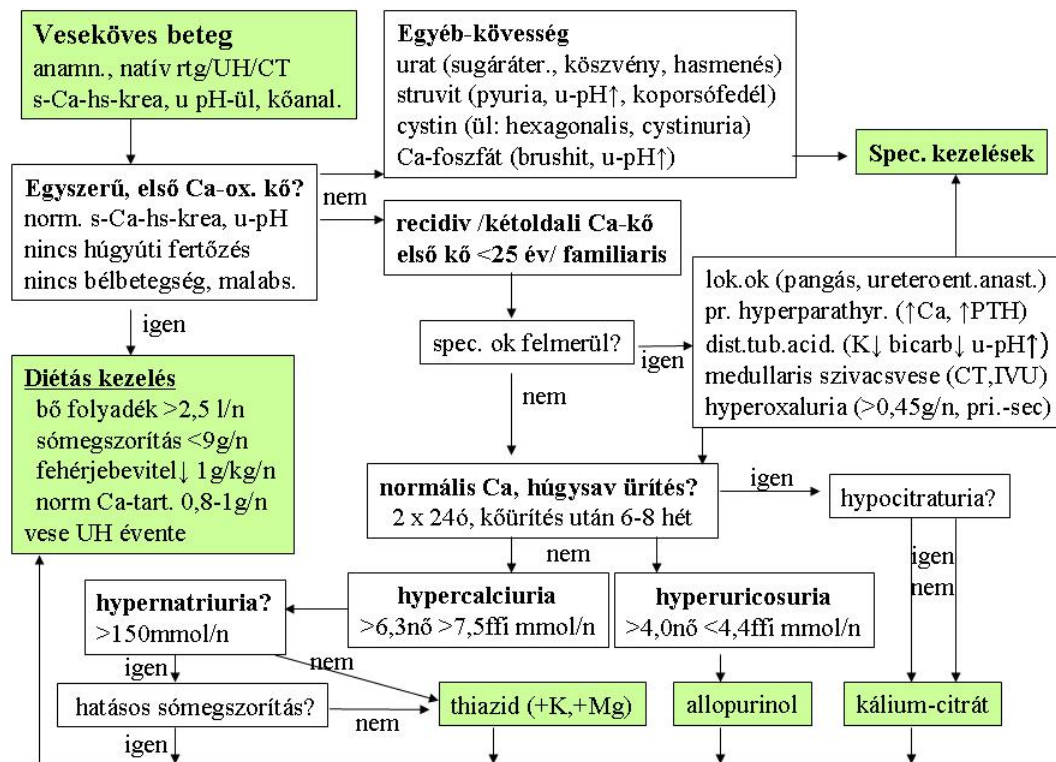 Veseköves beteg
anamn., natív rtg/UH/CT
s-Ca-hs-krea, u pH-ül, kőanal.
Egyéb-kövesség
urat (sugáráter., köszvény, hasmenés)
struvit (pyuria, u-pH↑, koporsófedél)
cystin (ül: hexagonalis, cystinuria)
Ca-foszfát (brushit, u-pH↑)
Spec. kezelések
Egyszerű, első Ca-ox. kő?
norm. s-Ca-hs-krea, u-pH
nincs húgyúti fertőzés
nincs bélbetegség, malabs.
nem
recidiv /kétoldali Ca-kő
első kő <25 év/ familiaris
igen
spec. ok felmerül?
igen
nem
lok.ok (pangás, ureteroent.anast.)
pr. hyperparathyr. (↑Ca, ↑PTH)
dist.tub.acid. (K↓ bicarb↓ u-pH↑)
medullaris szivacsvese (CT,IVU)
hyperoxaluria (>0,45g/n, pri.-sec)
Diétás kezelés
bő folyadék >2,5 l/n
sómegszorítás <9g/n
fehérjebevitel↓ 1g/kg/n
norm Ca-tart. 0,8-1g/n
vese UH évente
normális Ca, húgysav ürítés?
2 x 24ó, kőürítés után 6-8 hét
igen
hypocitraturia?
igen
nem
nem
hypernatriuria?
>150mmol/n
hypercalciuria
>6,3nő >7,5ffi mmol/n
hyperuricosuria
>4,0nő <4,4ffi mmol/n
igen
nem
hatásos sómegszorítás?
nem
thiazid (+K,+Mg)
allopurinol
kálium-citrát
igen